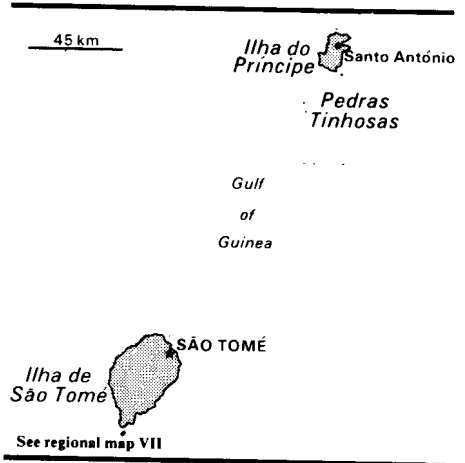 45 km
Ilha do
Príncipe
Santo António
Pedras
Tinhosas
Gulf
of
Guinea
SÃO TOMÉ
Ilha de
São Tomé
See regional map VII